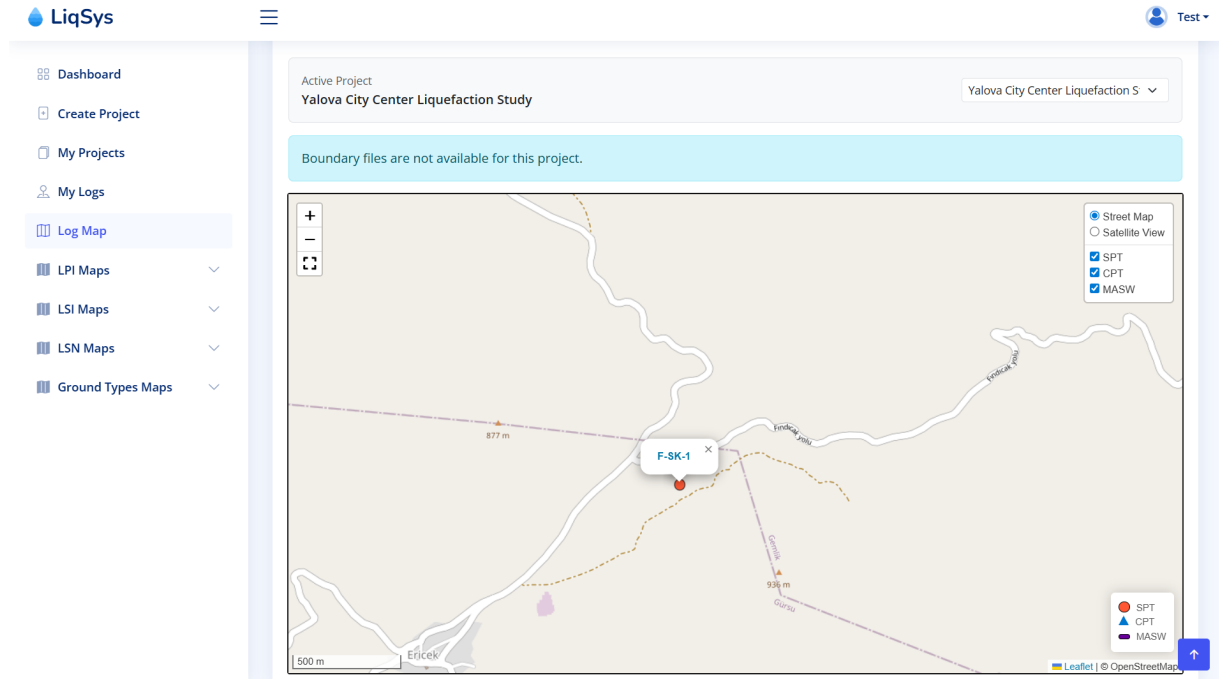 LiqSys
Test
Dashboard
Create Project
My Projects
My Logs
Log Map
LPI Maps
LSI Maps
LSN Maps
Ground Types Maps
Active Project
Yalova City Center Liquefaction Study
Yalova City Center Liquefaction S
Boundary files are not available for this project.
+
−
Street Map
Satellite View
SPT
CPT
MASW
Fındıcak yolu
877 m
Fındıcak yolu
F-SK-1
Gemlik
936 m
Gürsu
Ericek
500 m
SPT
CPT
MASW
Leaflet | © OpenStreetMap